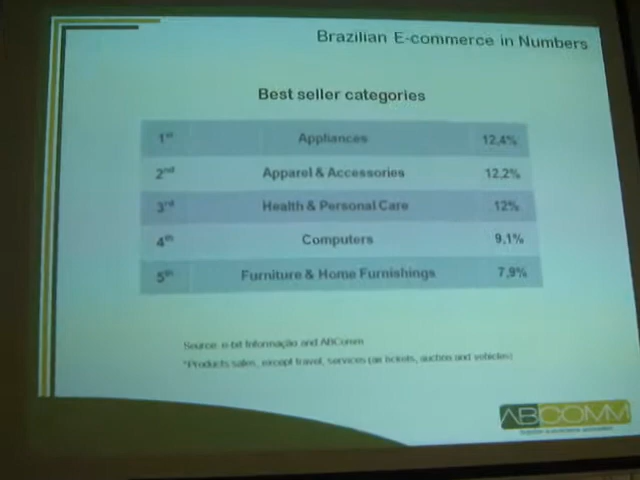 Brazilian E-commerce in Numbers
Best seller categories
1st Appliances 12,4%
2nd Apparel & Accessories 12,2%
3rd Health & Personal Care 12%
4th Computers 9,1%
5th Furniture & Home Furnishings 7,9%
Source: e-bit Informação and ABComm
*Products sales, except travel, services (air tickets, auction and vehicles)
ABCOMM